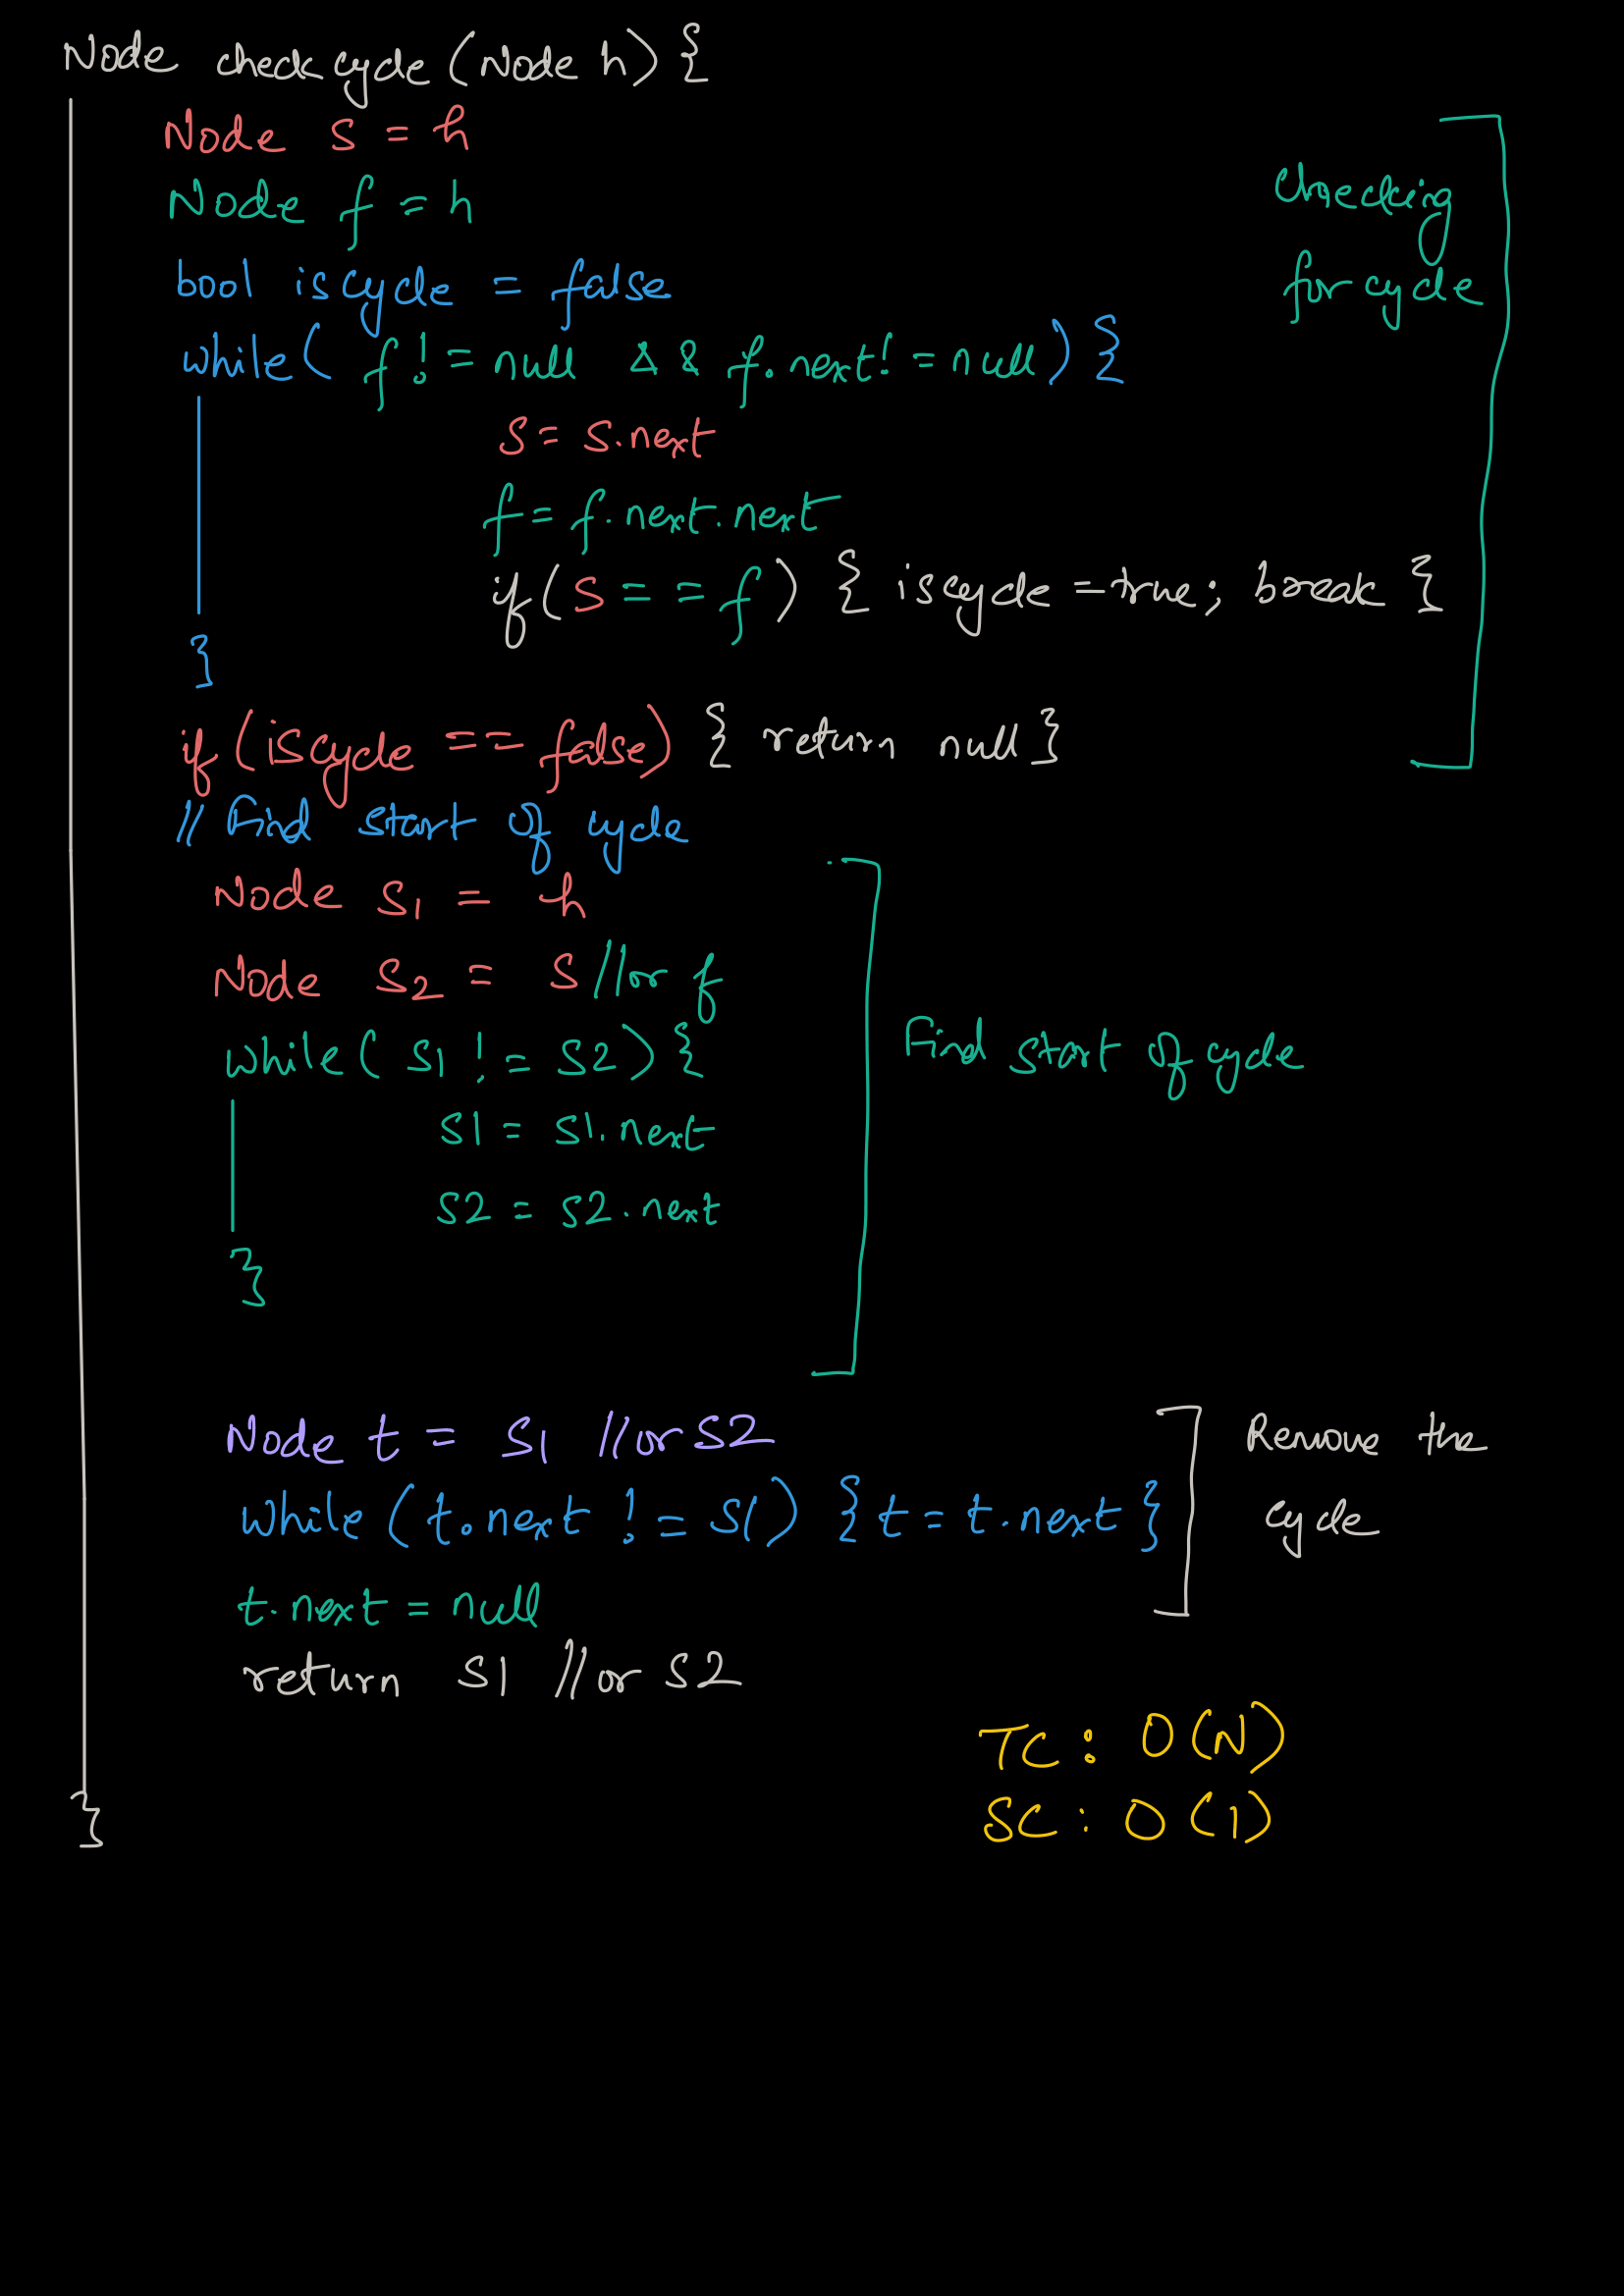 Node checkcycle(Node h) {
Node s = h
Node f = h
bool iscycle = false
while( f != null && f.next != null) {
s = s.next
f = f.next.next
if(s == f) { iscycle = true; break {
}
if (iscycle == false) { return null }
Checking
for cycle
// Find start of cycle
Node s1 = h
Node s2 = s //or f
while( s1 != s2) {
s1 = s1.next
s2 = s2.next
}
Find start of cycle
Node t = s1 //or s2
while (t.next != s1) { t = t.next }
t.next = null
Remove the
cycle
return s1 //or s2
}
TC : O(N)
SC : O(1)